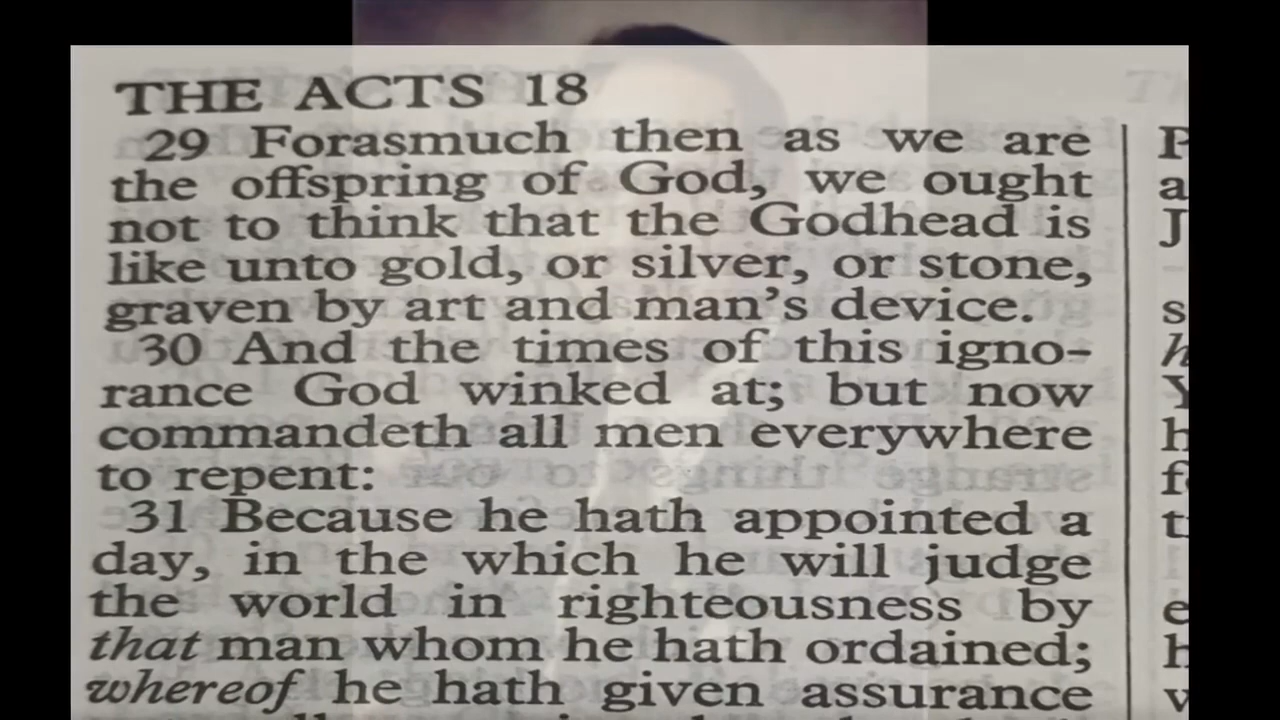 THE ACTS 18
29 Forasmuch then as we are
the offspring of God, we ought
not to think that the Godhead is
like unto gold, or silver, or stone,
graven by art and man's device.
30 And the times of this igno-
rance God winked at; but now
commandeth all men everywhere
to repent:
31 Because he hath appointed a
day, in the which he will judge
the world in righteousness by
that man whom he hath ordained;
whereof he hath given assurance